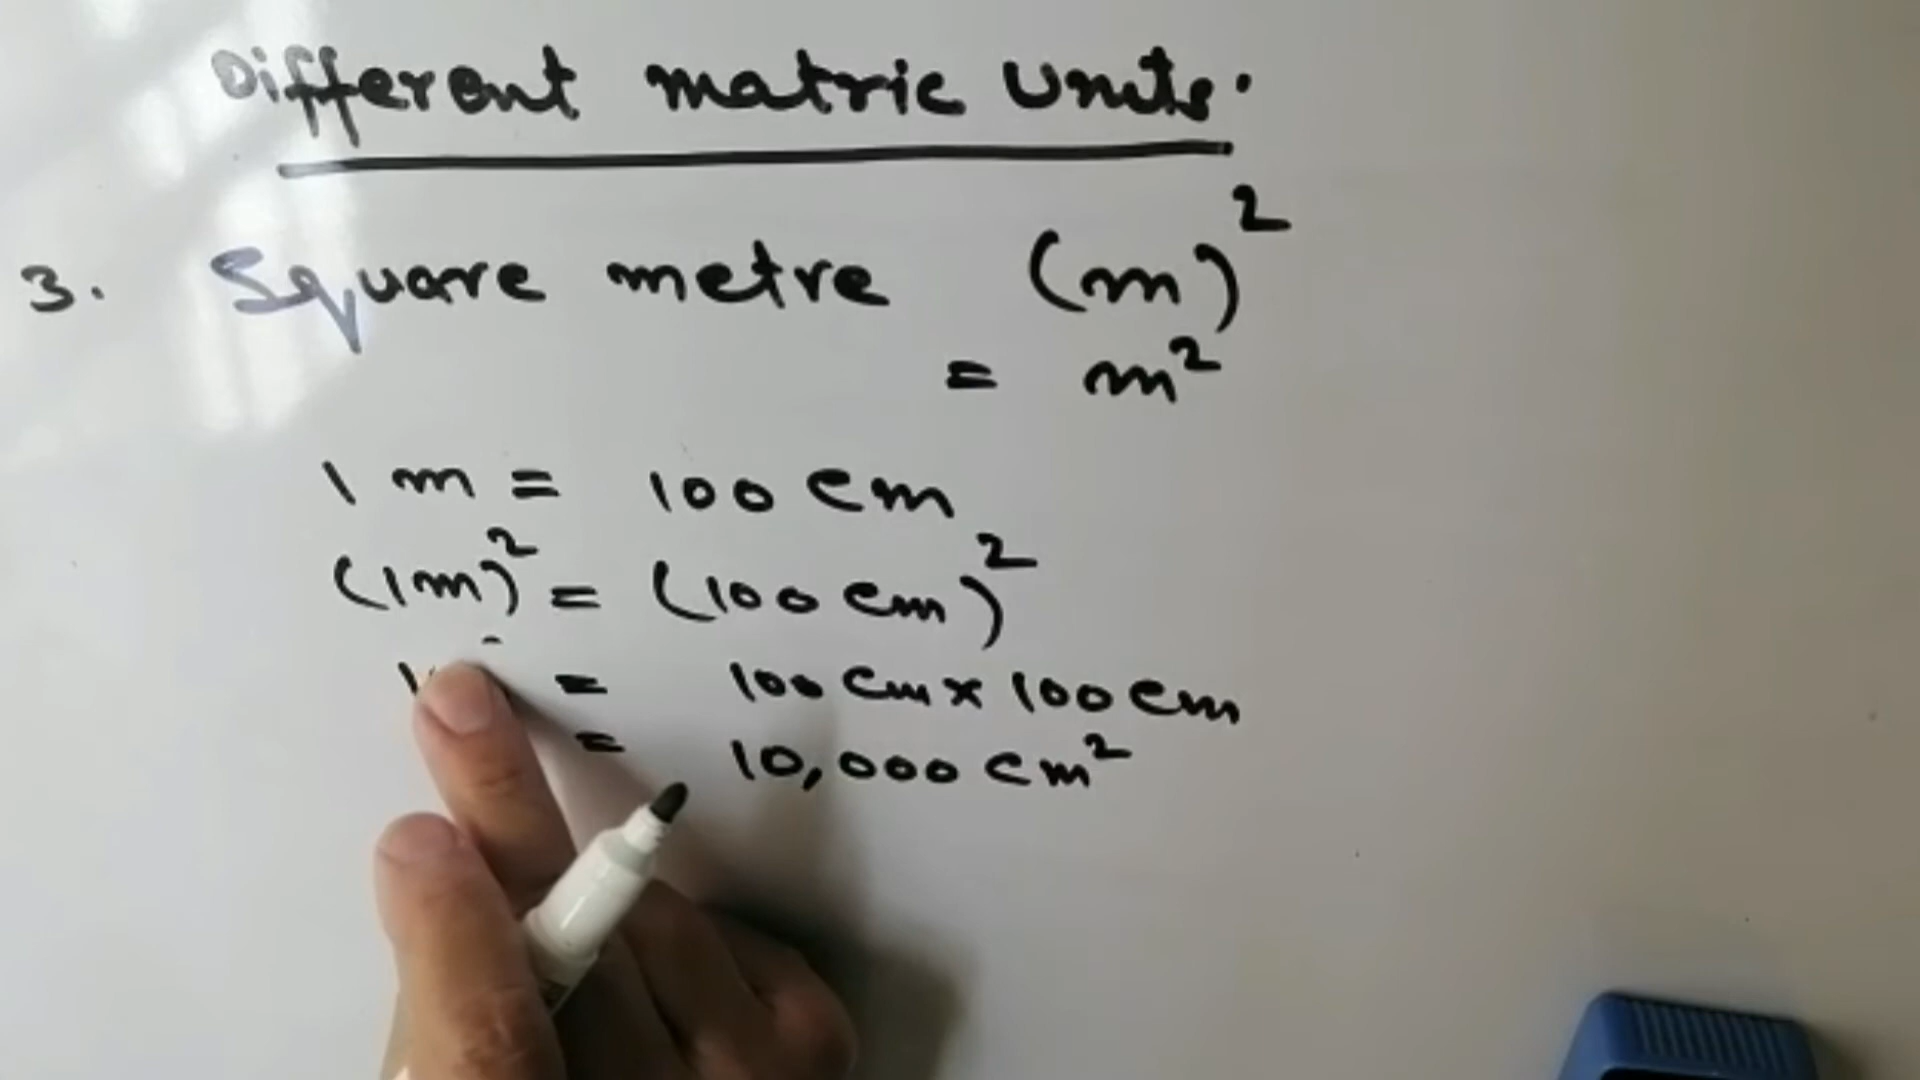 Different matric units.
3. Square metre (m)²
= m²
1 m = 100 cm
(1m)² = (100 cm)²
1 = 100 cm x 100 cm
= 10,000 cm²